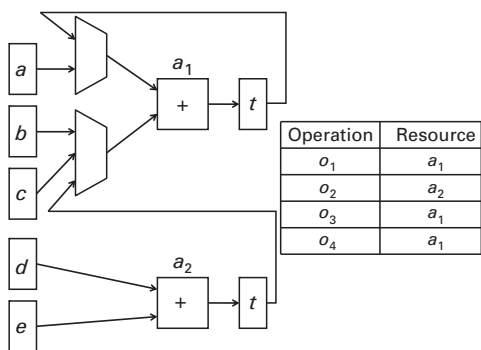 a
b
c
d
e
a₁
+
t
a₂
+
t
Operation Resource
o₁ a₁
o₂ a₂
o₃ a₁
o₄ a₁